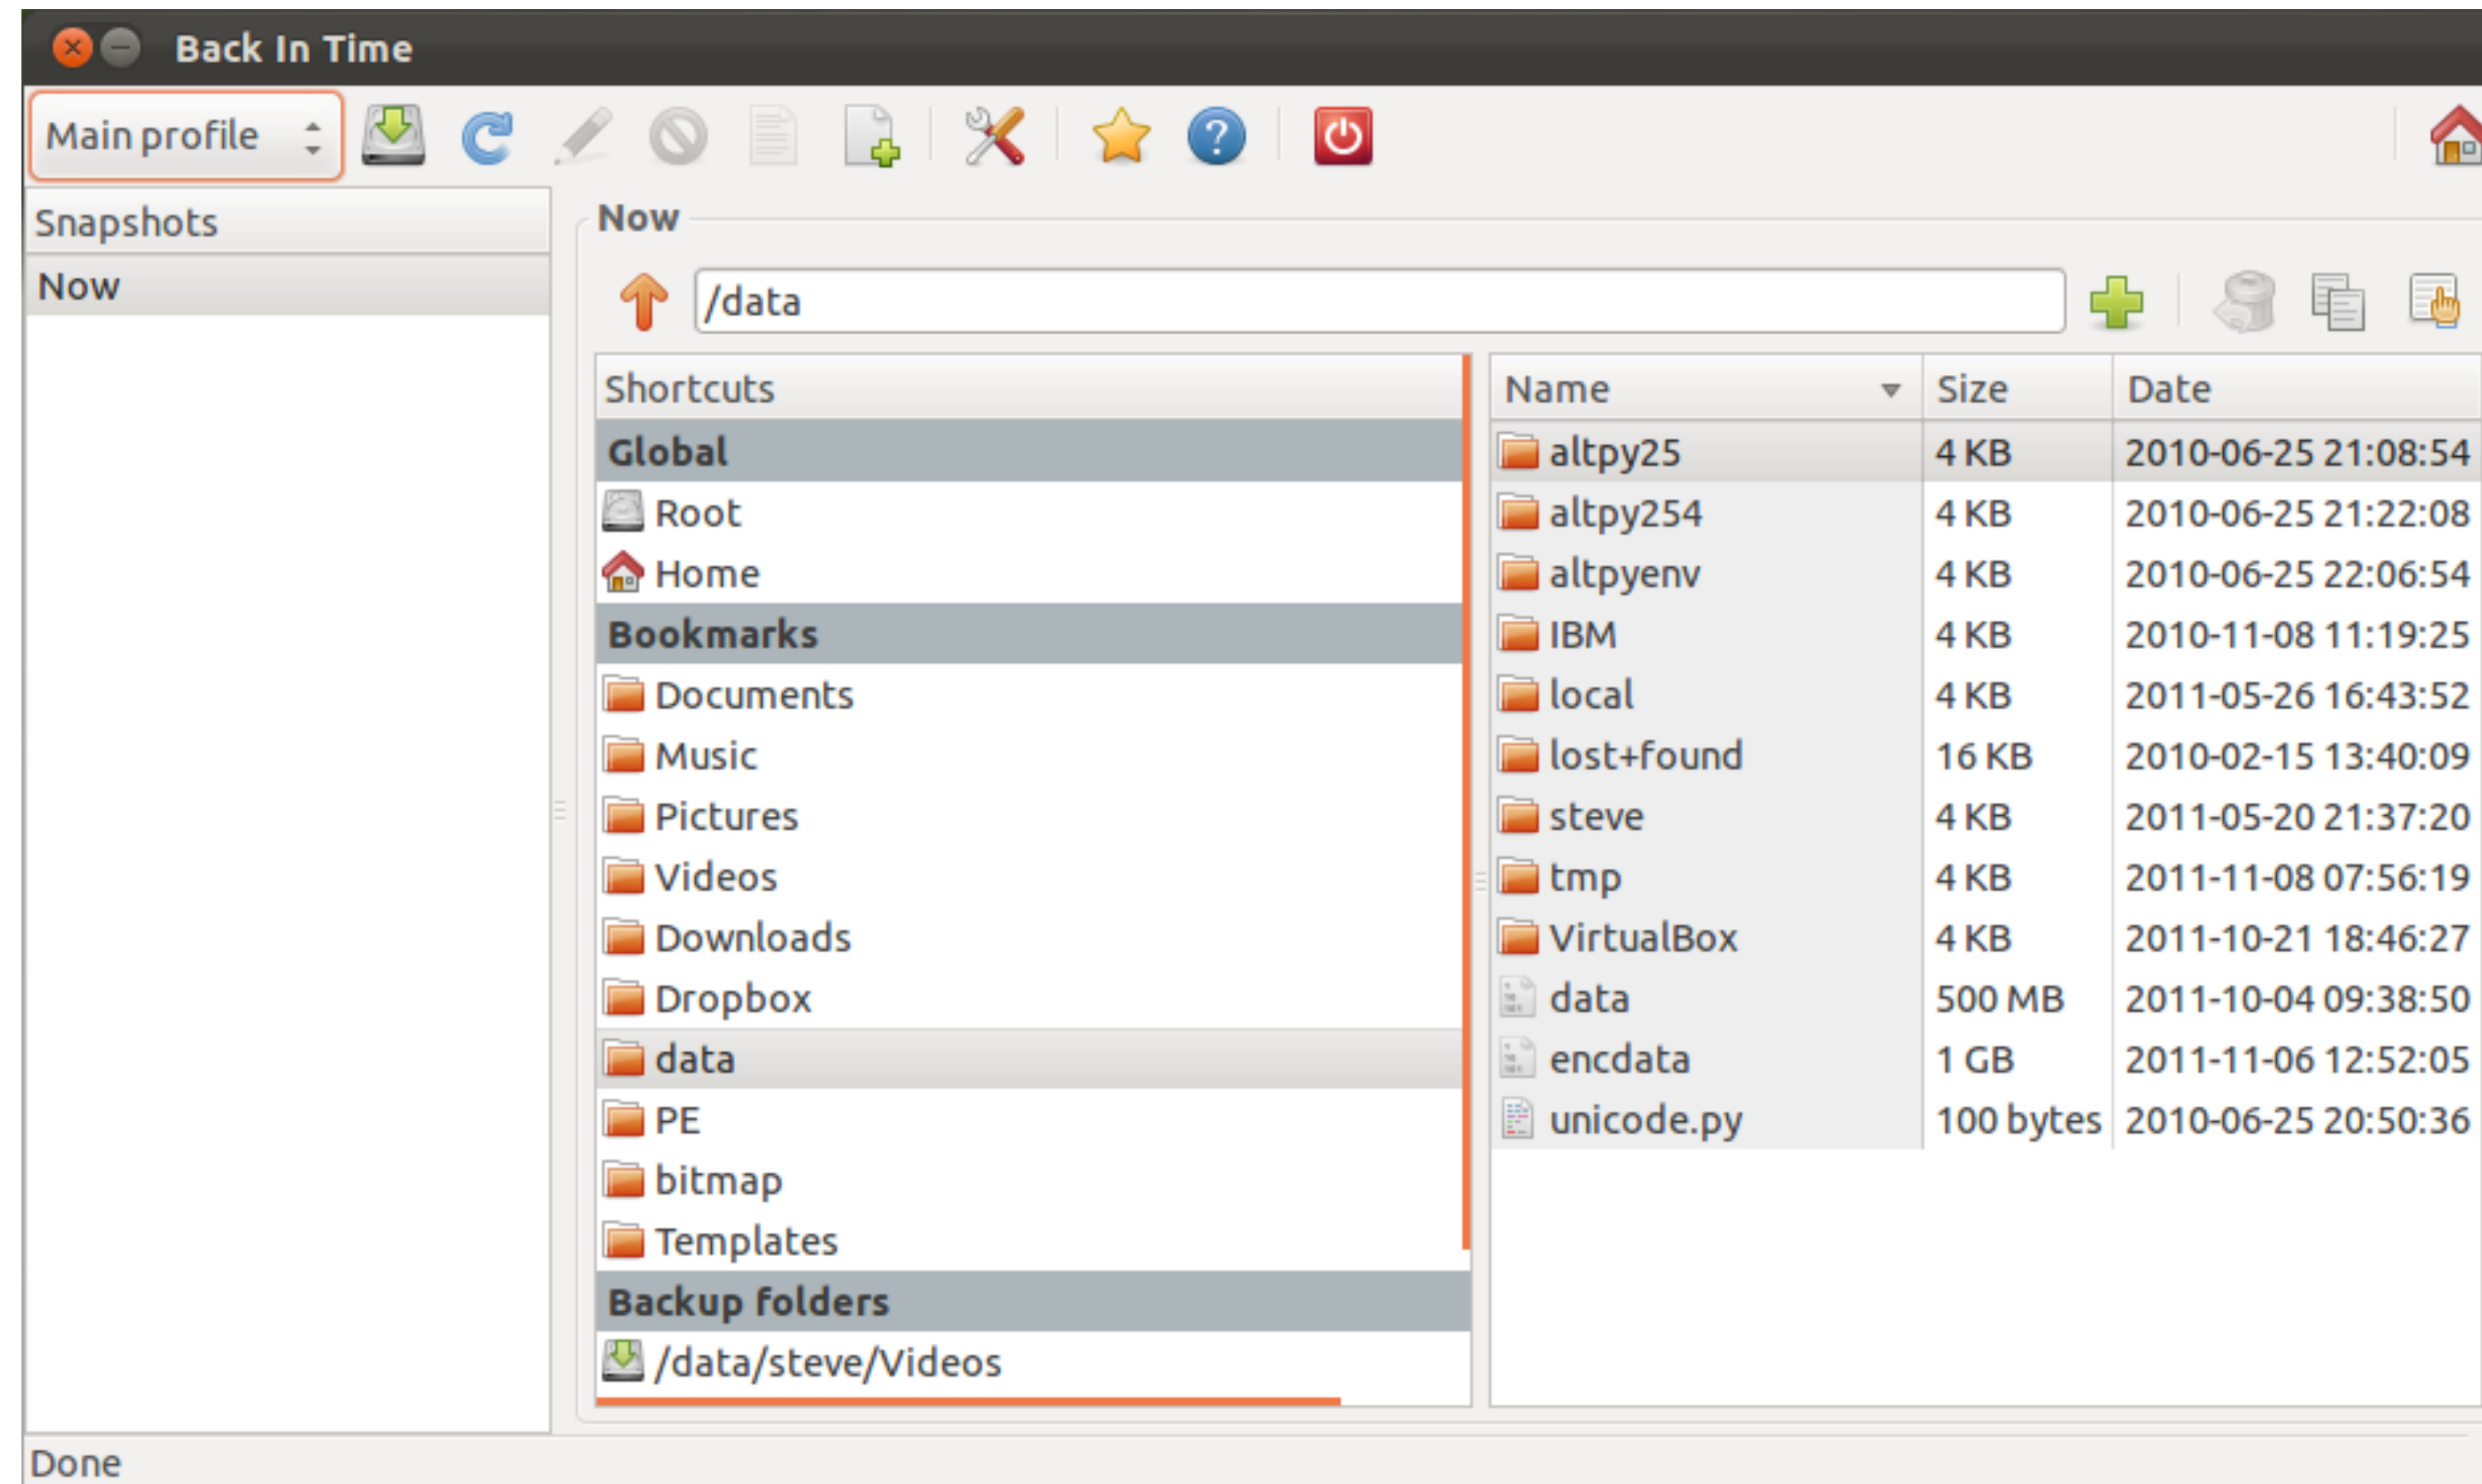 Back In Time
Main profile
Snapshots
Now
Now
/data
Shortcuts
Global
Root
Home
Bookmarks
Documents
Music
Pictures
Videos
Downloads
Dropbox
data
PE
bitmap
Templates
Backup folders
/data/steve/Videos
Name Size Date
altpy25 4 KB 2010-06-25 21:08:54
altpy254 4 KB 2010-06-25 21:22:08
altpyenv 4 KB 2010-06-25 22:06:54
IBM 4 KB 2010-11-08 11:19:25
local 4 KB 2011-05-26 16:43:52
lost+found 16 KB 2010-02-15 13:40:09
steve 4 KB 2011-05-20 21:37:20
tmp 4 KB 2011-11-08 07:56:19
VirtualBox 4 KB 2011-10-21 18:46:27
data 500 MB 2011-10-04 09:38:50
encdata 1 GB 2011-11-06 12:52:05
unicode.py 100 bytes 2010-06-25 20:50:36
Done